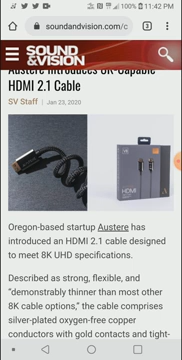 100% 11:42 PM
soundandvision.com/c
3
SOUND
&VISION
Austere Introduces 8K-Capable
HDMI 2.1 Cable
SV Staff | Jan 23, 2020
HDMI
Oregon-based startup Austere has
introduced an HDMI 2.1 cable designed
to meet 8K UHD specifications.
Described as strong, flexible, and
"demonstrably thinner than most other
8K cable options," the cable comprises
silver-plated oxygen-free copper
conductors with gold contacts and tight-